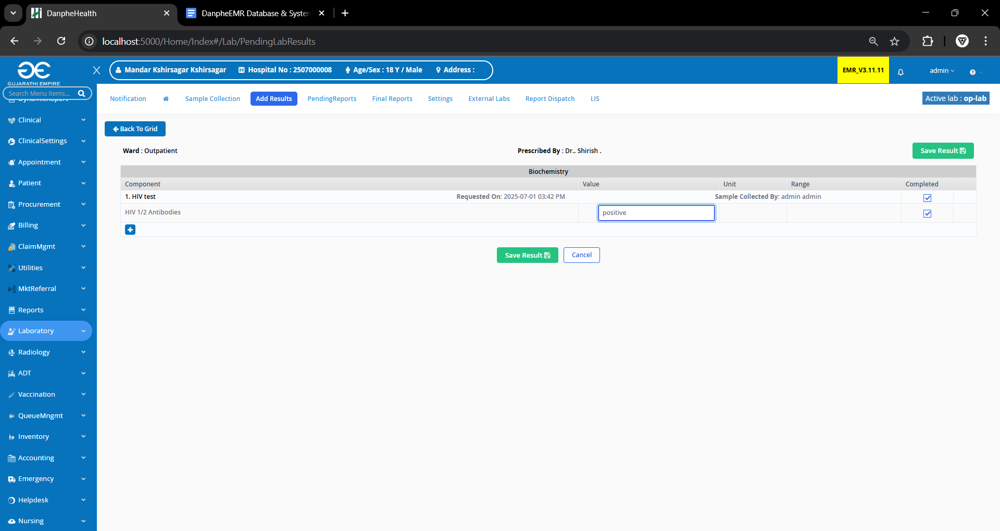 DanpheHealth
DanpheEMR Database & System
localhost:5000/Home/Index#/Lab/PendingLabResults
GUJARATHI EMPIRE
Mandar Kshirsagar Kshirsagar Hospital No : 2507000008 Age/Sex : 18 Y / Male Address :
EMR_V3.11.11
admin
Search Menu Items...
DynamicReport
Clinical
ClinicalSettings
Appointment
Patient
Procurement
Billing
ClaimMgmt
Utilities
MktReferral
Reports
Laboratory
Radiology
ADT
Vaccination
QueueMngmt
Inventory
Accounting
Emergency
Helpdesk
Nursing
Notification Sample Collection Add Results PendingReports Final Reports Settings External Labs Report Dispatch LIS
Active lab : op-lab
Back To Grid
Ward : Outpatient Prescribed By : Dr.. Shirish . Save Result
Biochemistry
Component Value Unit Range Completed
1. HIV test Requested On: 2025-07-01 03:42 PM Sample Collected By: admin admin
HIV 1/2 Antibodies positive
Save Result Cancel